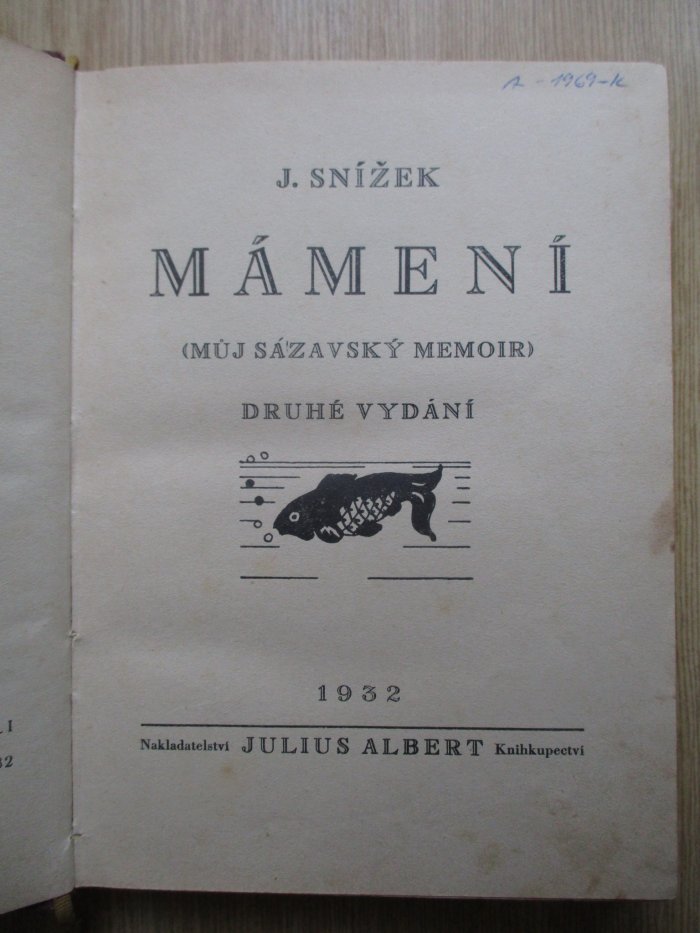 A - 1969 - K
J. SNÍŽEK
MÁMENÍ
(MŮJ SÁZAVSKÝ MEMOIR)
DRUHÉ VYDÁNÍ
1932
Nakladatelství JULIUS ALBERT Knihkupectví